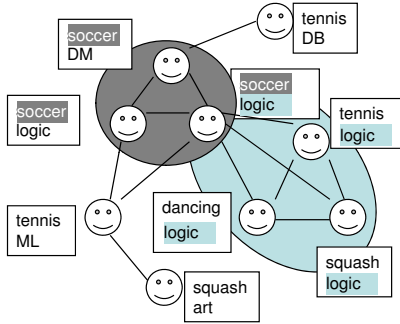 tennis
DB
soccer
DM
soccer
logic
soccer
logic
tennis
logic
tennis
ML
dancing
logic
squash
logic
squash
art